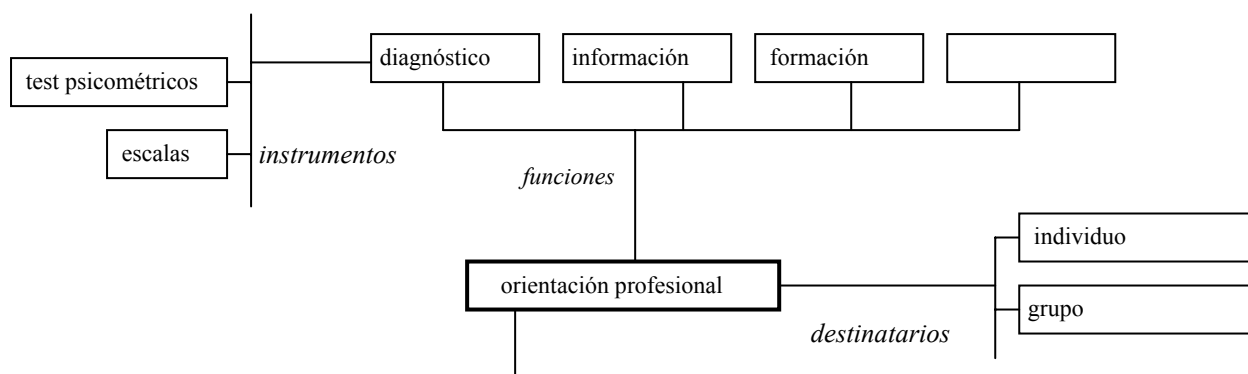 diagnóstico
información
formación
test psicométricos
escalas
instrumentos
funciones
individuo
orientación profesional
grupo
destinatarios